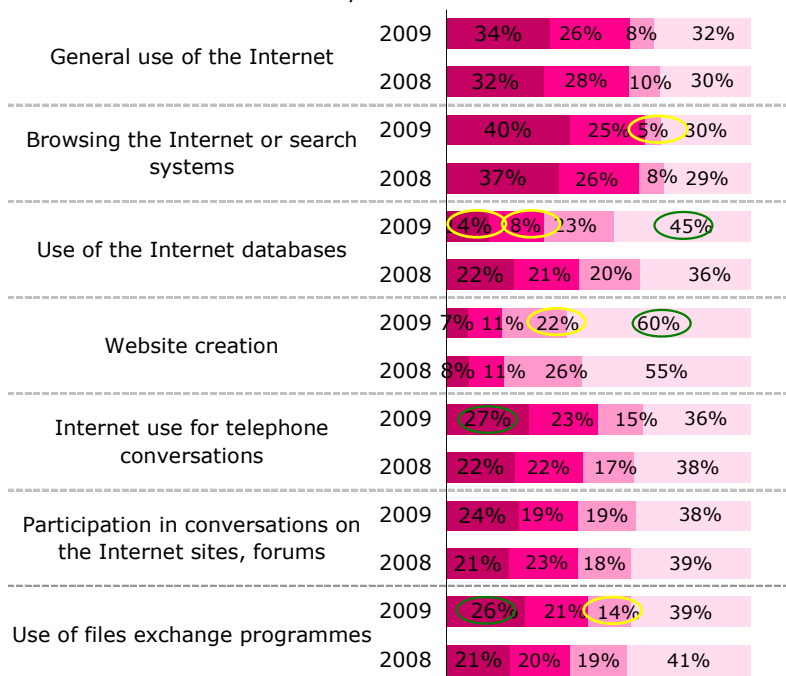 General use of the Internet
2009 34% 26% 8% 32%
2008 32% 28% 10% 30%
Browsing the Internet or search
systems
2009 40% 25% 5% 30%
2008 37% 26% 8% 29%
Use of the Internet databases
2009 14% 18% 23% 45%
2008 22% 21% 20% 36%
Website creation
2009 7% 11% 22% 60%
2008 8% 11% 26% 55%
Internet use for telephone
conversations
2009 27% 23% 15% 36%
2008 22% 22% 17% 38%
Participation in conversations on
the Internet sites, forums
2009 24% 19% 19% 38%
2008 21% 23% 18% 39%
Use of files exchange programmes
2009 26% 21% 14% 39%
2008 21% 20% 19% 41%